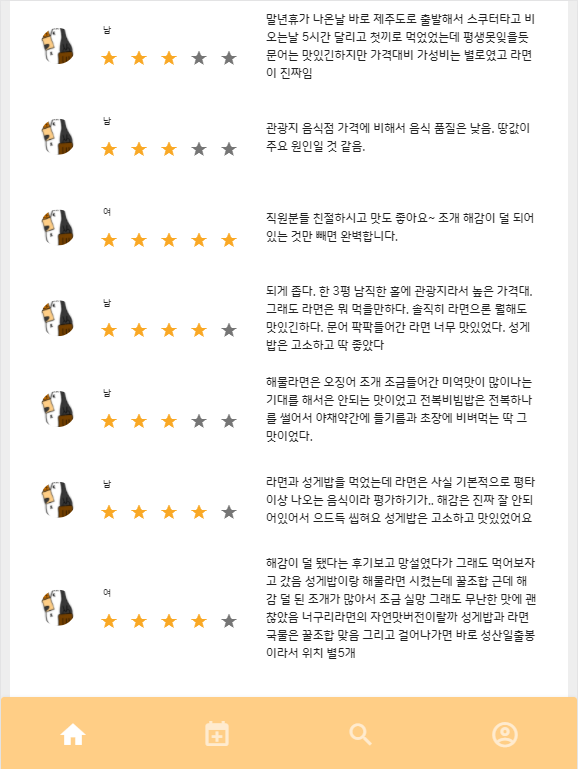 남
말년휴가 나온날 바로 제주도로 출발해서 스쿠터타고 비
오는날 5시간 달리고 첫끼로 먹었었는데 평생못잊을듯
문어는 맛있긴하지만 가격대비 가성비는 별로였고 라면
이 진짜임
남
관광지 음식점 가격에 비해서 음식 품질은 낮음. 땅값이
주요 원인일 것 같음.
여
직원분들 친절하시고 맛도 좋아요~ 조개 해감이 덜 되어
있는 것만 빼면 완벽합니다.
남
되게 좁다. 한 3평 남직한 홀에 관광지라서 높은 가격대.
그래도 라면은 뭐 먹을만하다. 솔직히 라면으론 뭘해도
맛있긴하다. 문어 팍팍들어간 라면 너무 맛있었다. 성게
밥은 고소하고 딱 좋았다
남
해물라면은 오징어 조개 조금들어간 미역맛이 많이나는
기대를 해서은 안되는 맛이었고 전복비빔밥은 전복하나
를 썰어서 야채약간에 들기름과 초장에 비벼먹는 딱 그
맛이었다.
남
라면과 성게밥을 먹었는데 라면은 사실 기본적으로 평타
이상 나오는 음식이라 평가하기가.. 해감은 진짜 잘 안되
어있어서 으드득 씹혀요 성게밥은 고소하고 맛있었어요
여
해감이 덜 됐다는 후기보고 망설였다가 그래도 먹어보자
고 갔음 성게밥이랑 해물라면 시켰는데 꿀조합 근데 해
감 덜 된 조개가 많아서 조금 실망 그래도 무난한 맛에 괜
찮았음 너구리라면의 자연맛버전이랄까 성게밥과 라면
국물은 꿀조합 맞음 그리고 걸어나가면 바로 성산일출봉
이라서 위치 별5개